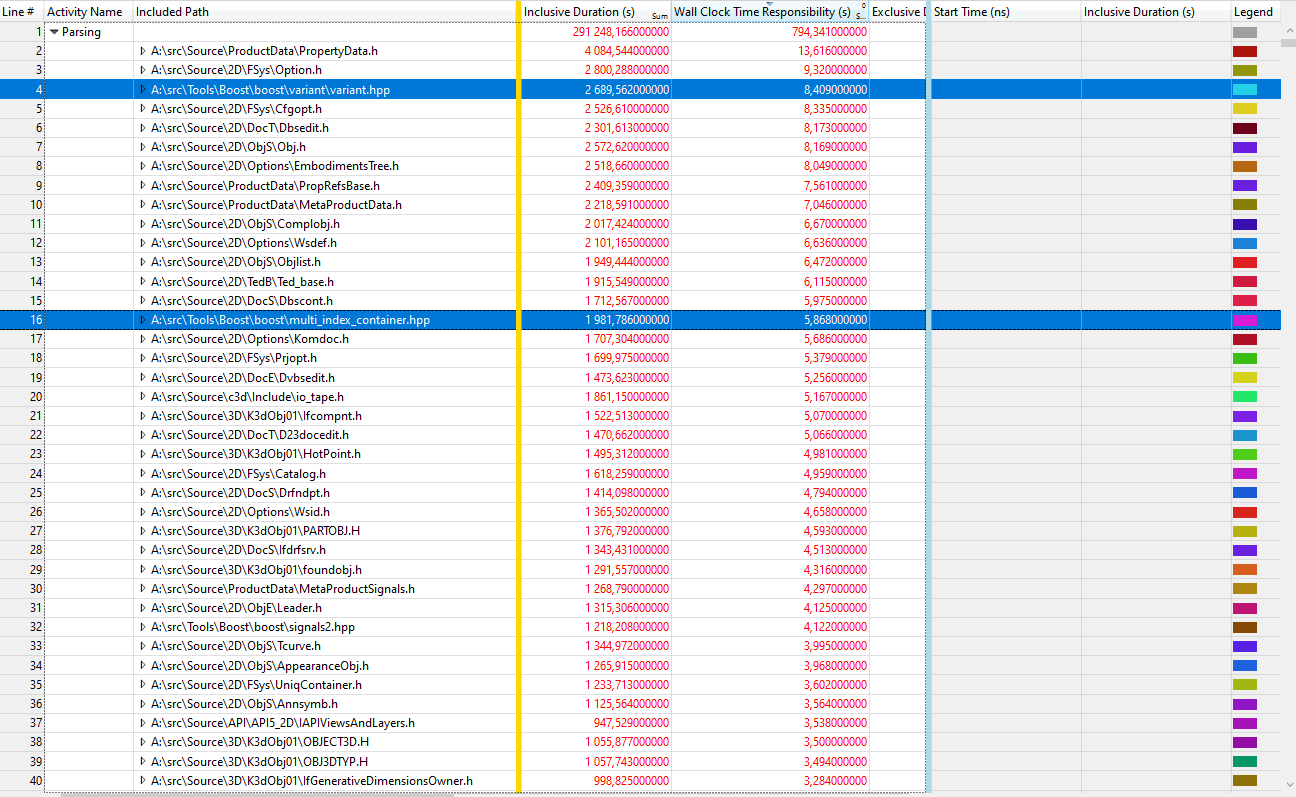 Line # Activity Name Included Path Inclusive Duration (s) Sum Wall Clock Time Responsibility (s) 0 S... Exclusive D Start Time (ns) Inclusive Duration (s) Legend
1 Parsing 291 248,166000000 794,341000000
2 A:\src\Source\ProductData\PropertyData.h 4 084,544000000 13,616000000
3 A:\src\Source\2D\FSys\Option.h 2 800,288000000 9,320000000
4 A:\src\Tools\Boost\boost\variant\variant.hpp 2 689,562000000 8,409000000
5 A:\src\Source\2D\FSys\Cfgopt.h 2 526,610000000 8,335000000
6 A:\src\Source\2D\DocT\Dbsedit.h 2 301,613000000 8,173000000
7 A:\src\Source\2D\ObjS\Obj.h 2 572,620000000 8,169000000
8 A:\src\Source\2D\Options\EmbodimentsTree.h 2 518,660000000 8,049000000
9 A:\src\Source\ProductData\PropRefsBase.h 2 409,359000000 7,561000000
10 A:\src\Source\ProductData\MetaProductData.h 2 218,591000000 7,046000000
11 A:\src\Source\2D\ObjS\Complobj.h 2 017,424000000 6,670000000
12 A:\src\Source\2D\Options\Wsdef.h 2 101,165000000 6,636000000
13 A:\src\Source\2D\ObjS\Objlist.h 1 949,444000000 6,472000000
14 A:\src\Source\2D\TedB\Ted_base.h 1 915,549000000 6,115000000
15 A:\src\Source\2D\DocS\Dbscont.h 1 712,567000000 5,975000000
16 A:\src\Tools\Boost\boost\multi_index_container.hpp 1 981,786000000 5,868000000
17 A:\src\Source\2D\Options\Komdoc.h 1 707,304000000 5,686000000
18 A:\src\Source\2D\FSys\Prjopt.h 1 699,975000000 5,379000000
19 A:\src\Source\2D\DocE\Dvbsedit.h 1 473,623000000 5,256000000
20 A:\src\Source\c3d\Include\io_tape.h 1 861,150000000 5,167000000
21 A:\src\Source\3D\K3dObj01\Ifcompnt.h 1 522,513000000 5,070000000
22 A:\src\Source\2D\DocT\D23docedit.h 1 470,662000000 5,066000000
23 A:\src\Source\3D\K3dObj01\HotPoint.h 1 495,312000000 4,981000000
24 A:\src\Source\2D\FSys\Catalog.h 1 618,259000000 4,959000000
25 A:\src\Source\2D\DocS\Drfndpt.h 1 414,098000000 4,794000000
26 A:\src\Source\2D\Options\Wsid.h 1 365,502000000 4,658000000
27 A:\src\Source\3D\K3dObj01\PARTOBJ.H 1 376,792000000 4,593000000
28 A:\src\Source\2D\DocS\Ifdrfsrv.h 1 343,431000000 4,513000000
29 A:\src\Source\3D\K3dObj01\foundobj.h 1 291,557000000 4,316000000
30 A:\src\Source\ProductData\MetaProductSignals.h 1 268,790000000 4,297000000
31 A:\src\Source\2D\ObjE\Leader.h 1 315,306000000 4,125000000
32 A:\src\Tools\Boost\boost\signals2.hpp 1 218,208000000 4,122000000
33 A:\src\Source\2D\ObjS\Tcurve.h 1 344,972000000 3,995000000
34 A:\src\Source\2D\ObjS\AppearanceObj.h 1 265,915000000 3,968000000
35 A:\src\Source\2D\FSys\UniqContainer.h 1 233,713000000 3,602000000
36 A:\src\Source\2D\ObjS\Annsymb.h 1 125,564000000 3,564000000
37 A:\src\Source\API\API5_2D\IAPIViewsAndLayers.h 947,529000000 3,538000000
38 A:\src\Source\3D\K3dObj01\OBJECT3D.H 1 055,877000000 3,500000000
39 A:\src\Source\3D\K3dObj01\OBJ3DTYP.H 1 057,743000000 3,494000000
40 A:\src\Source\3D\K3dObj01\IfGenerativeDimensionsOwner.h 998,825000000 3,284000000